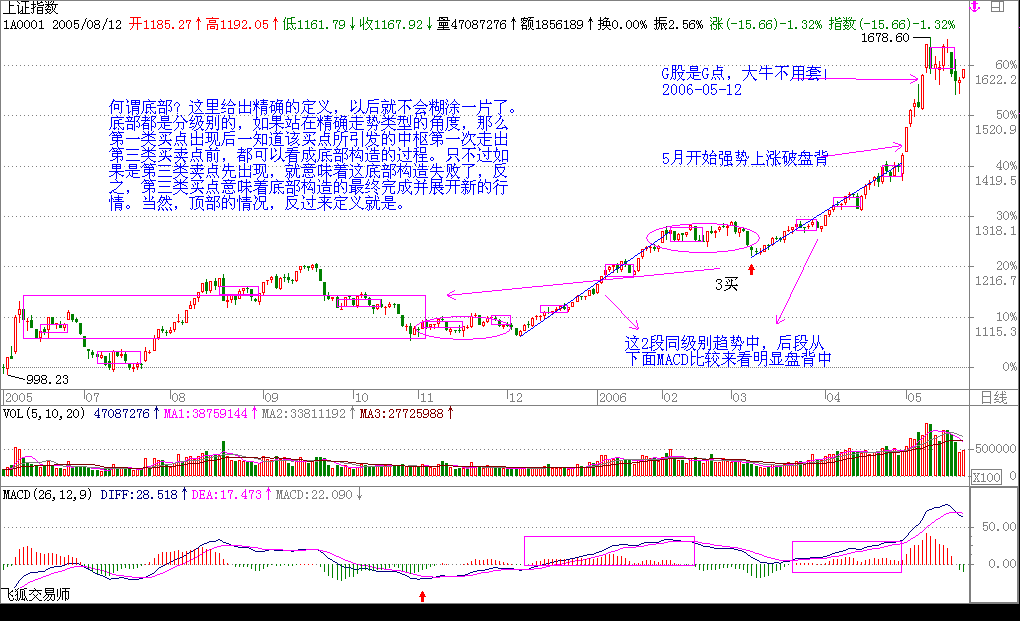 上证指数
1A0001 2005/08/12 开1185.27↑高1192.05↑低1161.79↓收1167.92↓量47087276↑额1856189↑换0.00% 振2.56% 涨(-15.66)-1.32% 指数(-15.66)-1.32%
1678.60
G股是G点，大牛不用套！
2006-05-12
60%
1622.2
何谓底部？这里给出精确的定义，以后就不会糊涂一片了。
底部都是分级别的，如果站在精确走势类型的角度，那么
第一类买点出现后一知道该买点所引发的中枢第一次走出
第三类买卖点前，都可以看成底部构造的过程。只不过如
果是第三类卖点先出现，就意味着这底部构造失败了，反
之，第三类买点意味着底部构造的最终完成并展开新的行
情。当然，顶部的情况，反过来定义就是。
50%
1520.9
5月开始强势上涨破盘背
40%
1419.5
30%
1318.1
20%
1216.7
3买
10%
1115.3
这2段同级别趋势中，后段从
下面MACD比较来看明显盘背中
0%
998.23
2005 07 08 09 10 11 12 2006 02 03 04 05 日线
VOL(5,10,20) 47087276↑MA1:38759144↑MA2:33811192↑MA3:27725988↑
5000000
X100 0
MACD(26,12,9) DIFF:28.518↑DEA:17.473↑MACD:22.090↓
50.00
0.00
飞狐交易师